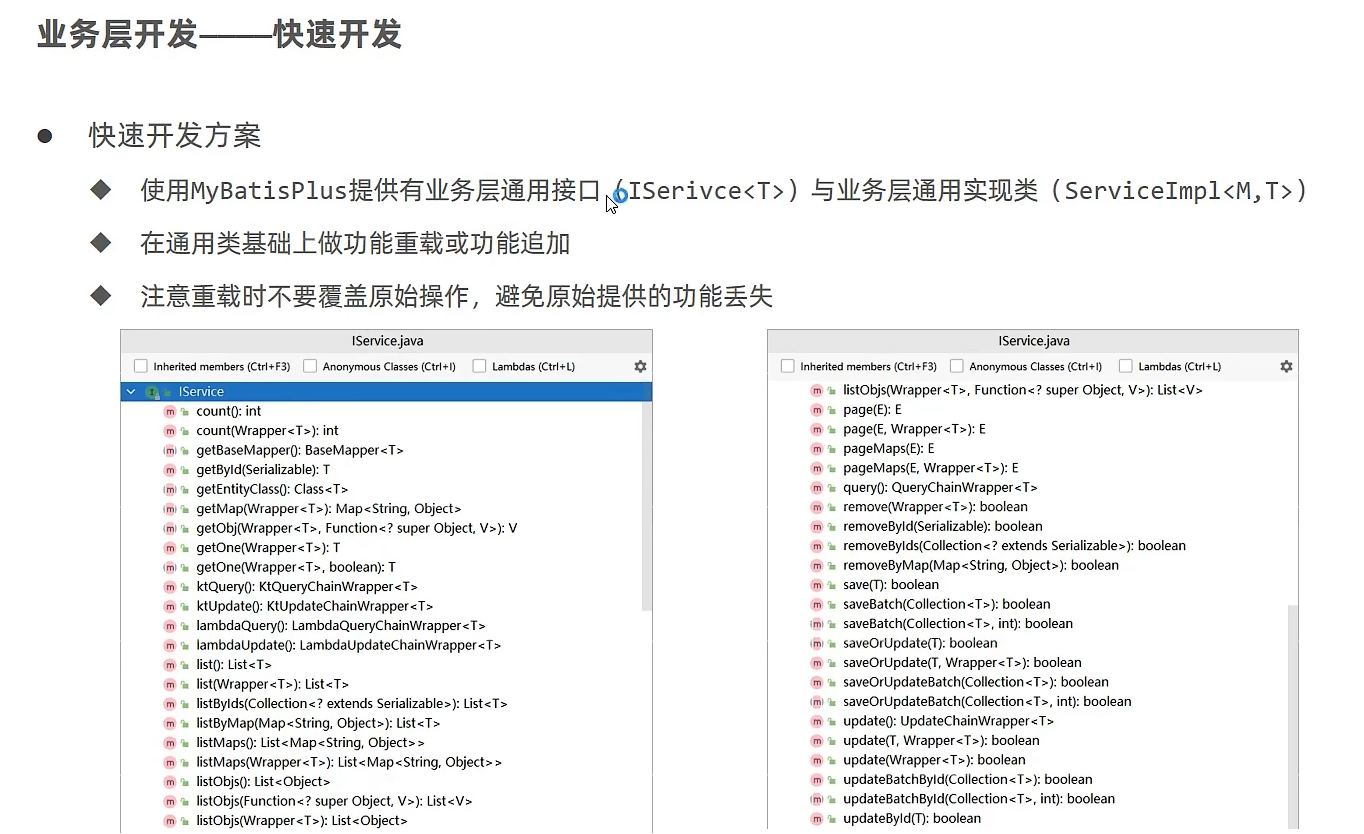 业务层开发————快速开发
快速开发方案
使用MyBatisPlus提供有业务层通用接口（ISerivce<T>）与业务层通用实现类（ServiceImpl<M,T>）
在通用类基础上做功能重载或功能追加
注意重载时不要覆盖原始操作，避免原始提供的功能丢失
IService.java
Inherited members (Ctrl+F3) Anonymous Classes (Ctrl+I) Lambdas (Ctrl+L)
IService
count(): int
count(Wrapper<T>): int
getBaseMapper(): BaseMapper<T>
getById(Serializable): T
getEntityClass(): Class<T>
getMap(Wrapper<T>): Map<String, Object>
getObj(Wrapper<T>, Function<? super Object, V>): V
getOne(Wrapper<T>): T
getOne(Wrapper<T>, boolean): T
ktQuery(): KtQueryChainWrapper<T>
ktUpdate(): KtUpdateChainWrapper<T>
lambdaQuery(): LambdaQueryChainWrapper<T>
lambdaUpdate(): LambdaUpdateChainWrapper<T>
list(): List<T>
list(Wrapper<T>): List<T>
listByIds(Collection<? extends Serializable>): List<T>
listByMap(Map<String, Object>): List<T>
listMaps(): List<Map<String, Object>>
listMaps(Wrapper<T>): List<Map<String, Object>>
listObjs(): List<Object>
listObjs(Function<? super Object, V>): List<V>
listObjs(Wrapper<T>): List<Object>
IService.java
Inherited members (Ctrl+F3) Anonymous Classes (Ctrl+I) Lambdas (Ctrl+L)
listObjs(Wrapper<T>, Function<? super Object, V>): List<V>
page(E): E
page(E, Wrapper<T>): E
pageMaps(E): E
pageMaps(E, Wrapper<T>): E
query(): QueryChainWrapper<T>
remove(Wrapper<T>): boolean
removeById(Serializable): boolean
removeByIds(Collection<? extends Serializable>): boolean
removeByMap(Map<String, Object>): boolean
save(T): boolean
saveBatch(Collection<T>): boolean
saveBatch(Collection<T>, int): boolean
saveOrUpdate(T): boolean
saveOrUpdate(T, Wrapper<T>): boolean
saveOrUpdateBatch(Collection<T>): boolean
saveOrUpdateBatch(Collection<T>, int): boolean
update(): UpdateChainWrapper<T>
update(T, Wrapper<T>): boolean
update(Wrapper<T>): boolean
updateBatchById(Collection<T>): boolean
updateBatchById(Collection<T>, int): boolean
updateById(T): boolean